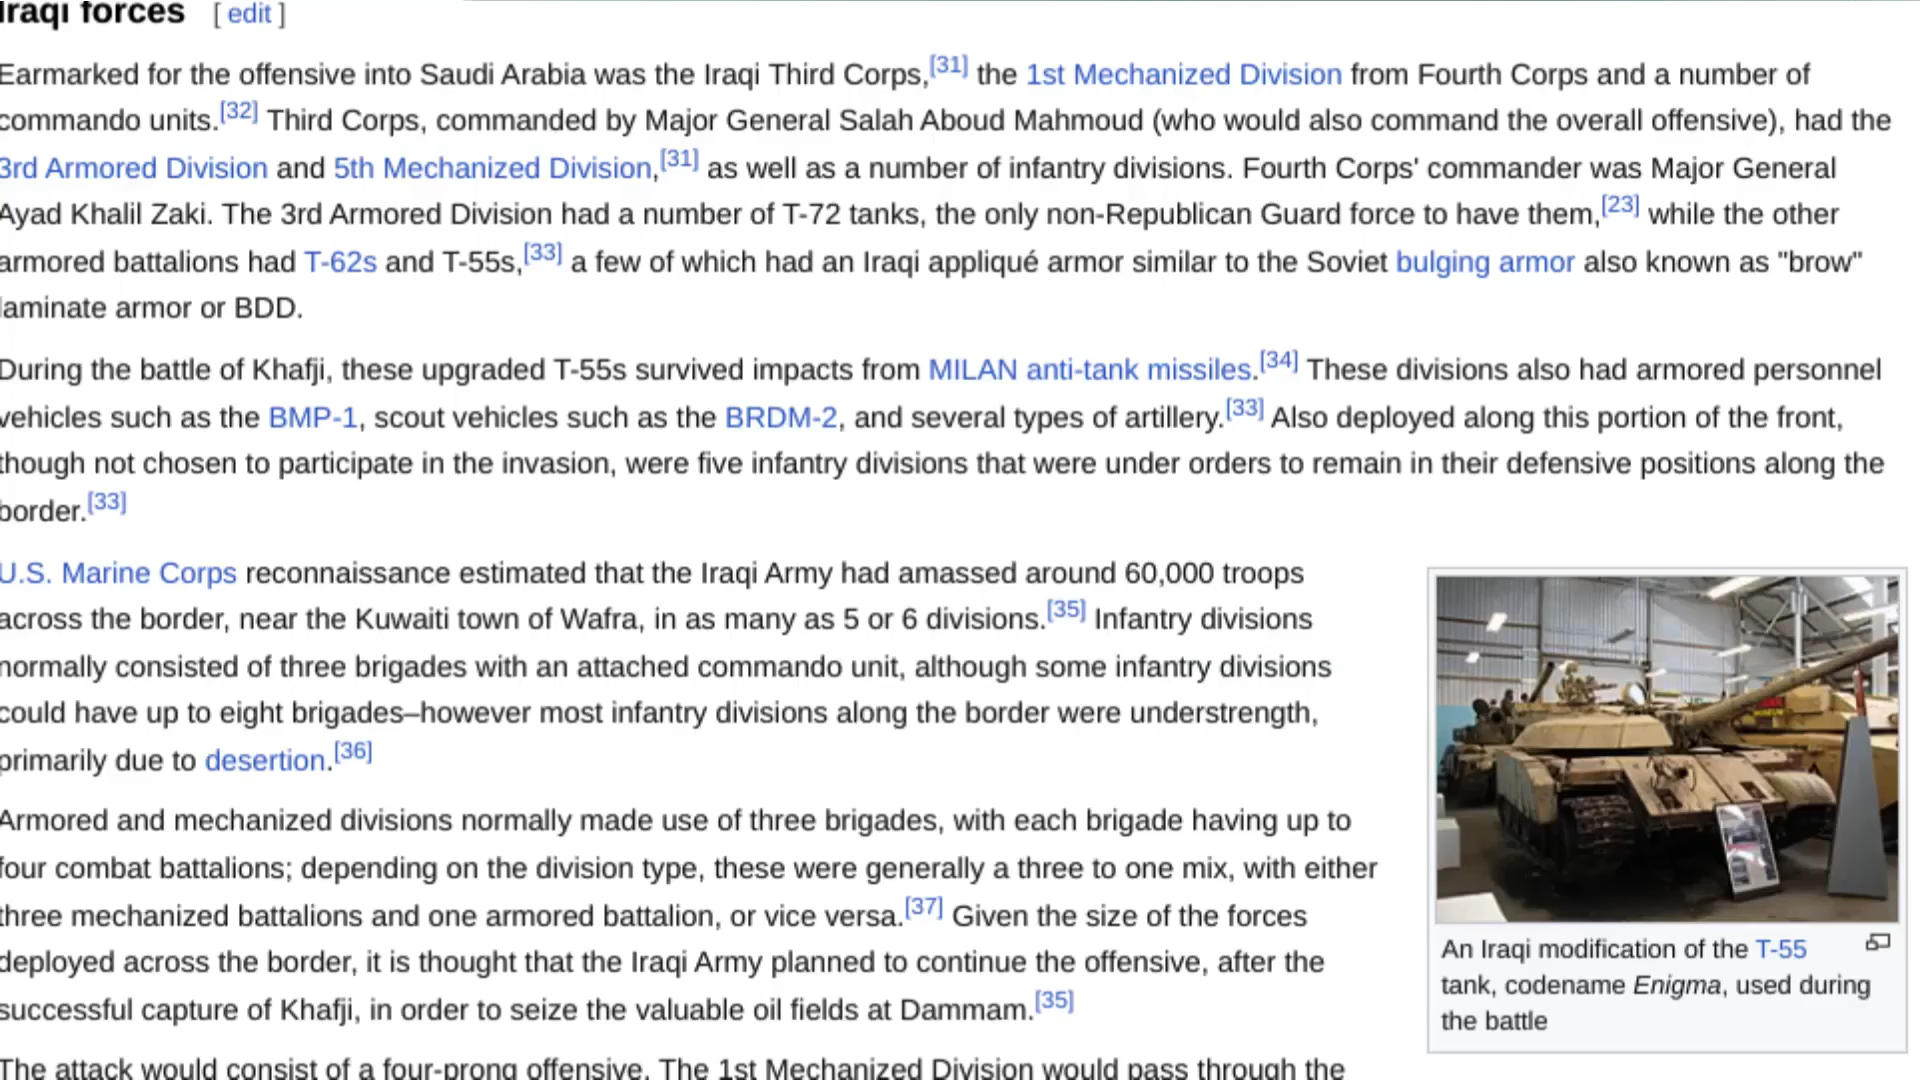 Iraqi forces [ edit ]
Earmarked for the offensive into Saudi Arabia was the Iraqi Third Corps,[31] the 1st Mechanized Division from Fourth Corps and a number of
commando units.[32] Third Corps, commanded by Major General Salah Aboud Mahmoud (who would also command the overall offensive), had the
3rd Armored Division and 5th Mechanized Division,[31] as well as a number of infantry divisions. Fourth Corps' commander was Major General
Ayad Khalil Zaki. The 3rd Armored Division had a number of T-72 tanks, the only non-Republican Guard force to have them,[23] while the other
armored battalions had T-62s and T-55s,[33] a few of which had an Iraqi appliqué armor similar to the Soviet bulging armor also known as "brow"
laminate armor or BDD.
During the battle of Khafji, these upgraded T-55s survived impacts from MILAN anti-tank missiles.[34] These divisions also had armored personnel
vehicles such as the BMP-1, scout vehicles such as the BRDM-2, and several types of artillery.[33] Also deployed along this portion of the front,
though not chosen to participate in the invasion, were five infantry divisions that were under orders to remain in their defensive positions along the
border.[33]
U.S. Marine Corps reconnaissance estimated that the Iraqi Army had amassed around 60,000 troops
across the border, near the Kuwaiti town of Wafra, in as many as 5 or 6 divisions.[35] Infantry divisions
normally consisted of three brigades with an attached commando unit, although some infantry divisions
could have up to eight brigades–however most infantry divisions along the border were understrength,
primarily due to desertion.[36]
Armored and mechanized divisions normally made use of three brigades, with each brigade having up to
four combat battalions; depending on the division type, these were generally a three to one mix, with either
three mechanized battalions and one armored battalion, or vice versa.[37] Given the size of the forces
deployed across the border, it is thought that the Iraqi Army planned to continue the offensive, after the
successful capture of Khafji, in order to seize the valuable oil fields at Dammam.[35]
The attack would consist of a four-prong offensive. The 1st Mechanized Division would pass through the
An Iraqi modification of the T-55
tank, codename Enigma, used during
the battle